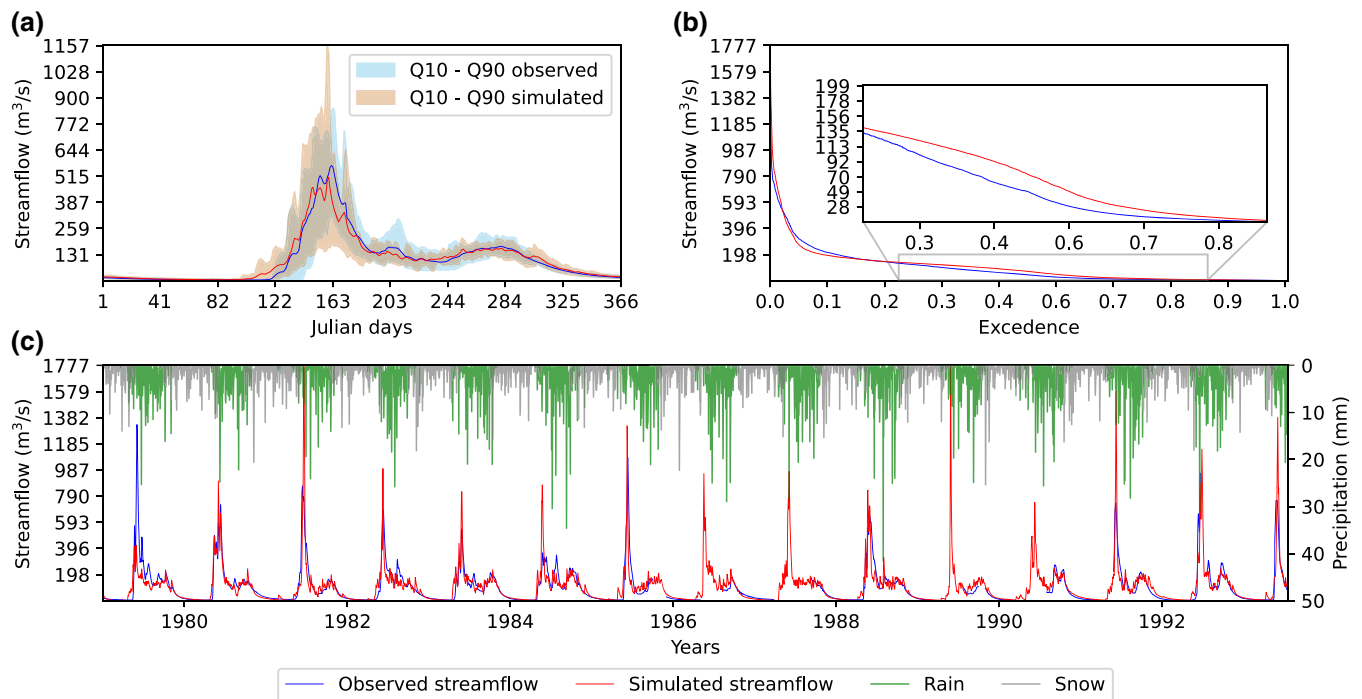 (a)
1157
1028
900
772
644
515
387
259
131
Streamflow (m³/s)
Q10 - Q90 observed
Q10 - Q90 simulated
1 41 82 122 163 203 244 284 325 366
Julian days
(b)
1777
1579
1382
1185
987
790
593
396
198
Streamflow (m³/s)
199
178
156
135
113
92
70
49
28
0.3 0.4 0.6 0.7 0.8
0.0 0.1 0.2 0.3 0.4 0.5 0.6 0.7 0.8 0.9 1.0
Excedence
(c)
1777
1579
1382
1185
987
790
593
396
198
Streamflow (m³/s)
0
10
20
30
40
50
Precipitation (mm)
1980 1982 1984 1986 1988 1990 1992
Years
Observed streamflow Simulated streamflow Rain Snow